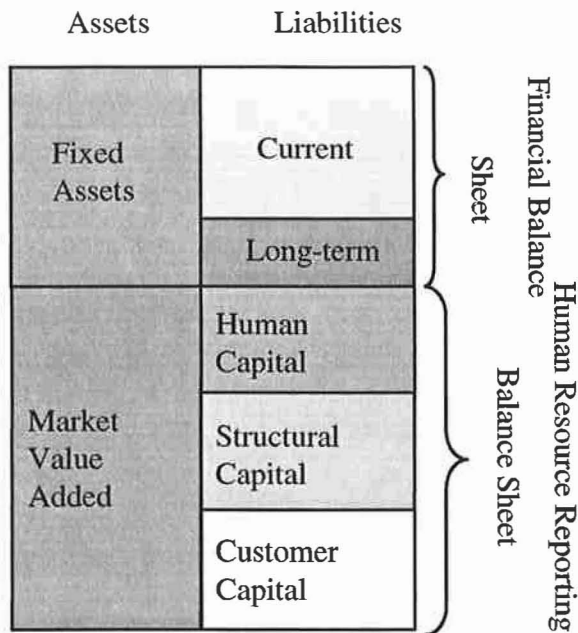 Assets Liabilities
Fixed
Assets
Current
Long-term
Financial Balance
Sheet
Market
Value
Added
Human
Capital
Structural
Capital
Customer
Capital
Human Resource Reporting
Balance Sheet